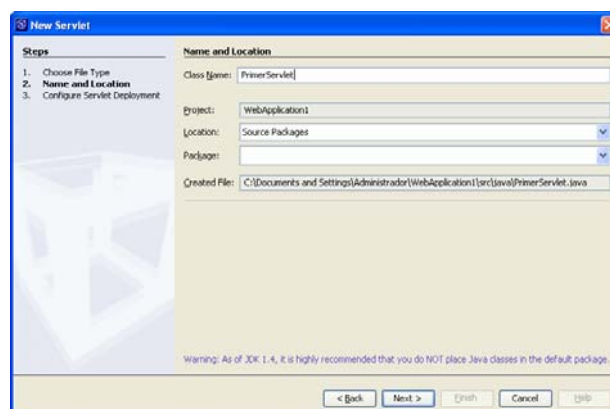 New Servlet
Steps
1. Choose File Type
2. Name and Location
3. Configure Servlet Deployment
Name and Location
Class Name: PrimerServlet
Project: WebApplication1
Location: Source Packages
Package:
Created File: C:\Documents and Settings\Administrador\WebApplication1\src\java\PrimerServlet.java
Warning: As of JDK 1.4, it is highly recommended that you do NOT place Java classes in the default package.
< Back Next > Finish Cancel Help